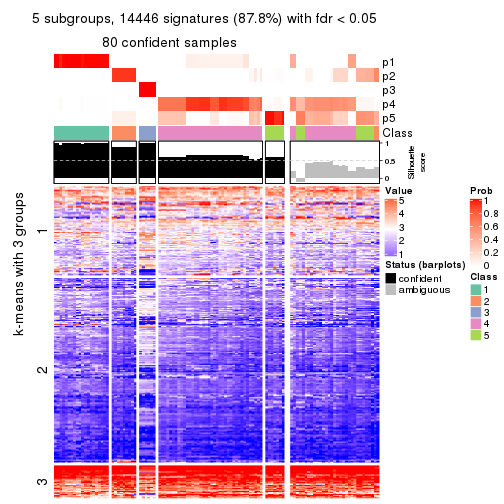 5 subgroups, 14446 signatures (87.8%) with fdr < 0.05
80 confident samples
p1
p2
p3
p4
p5
Class
1
0.5
0
Silhouette
score
k-means with 3 groups
1
2
3
Value
5
4
3
2
1
Status (barplots)
confident
ambiguous
Prob
1
0.8
0.6
0.4
0.2
0
Class
1
2
3
4
5